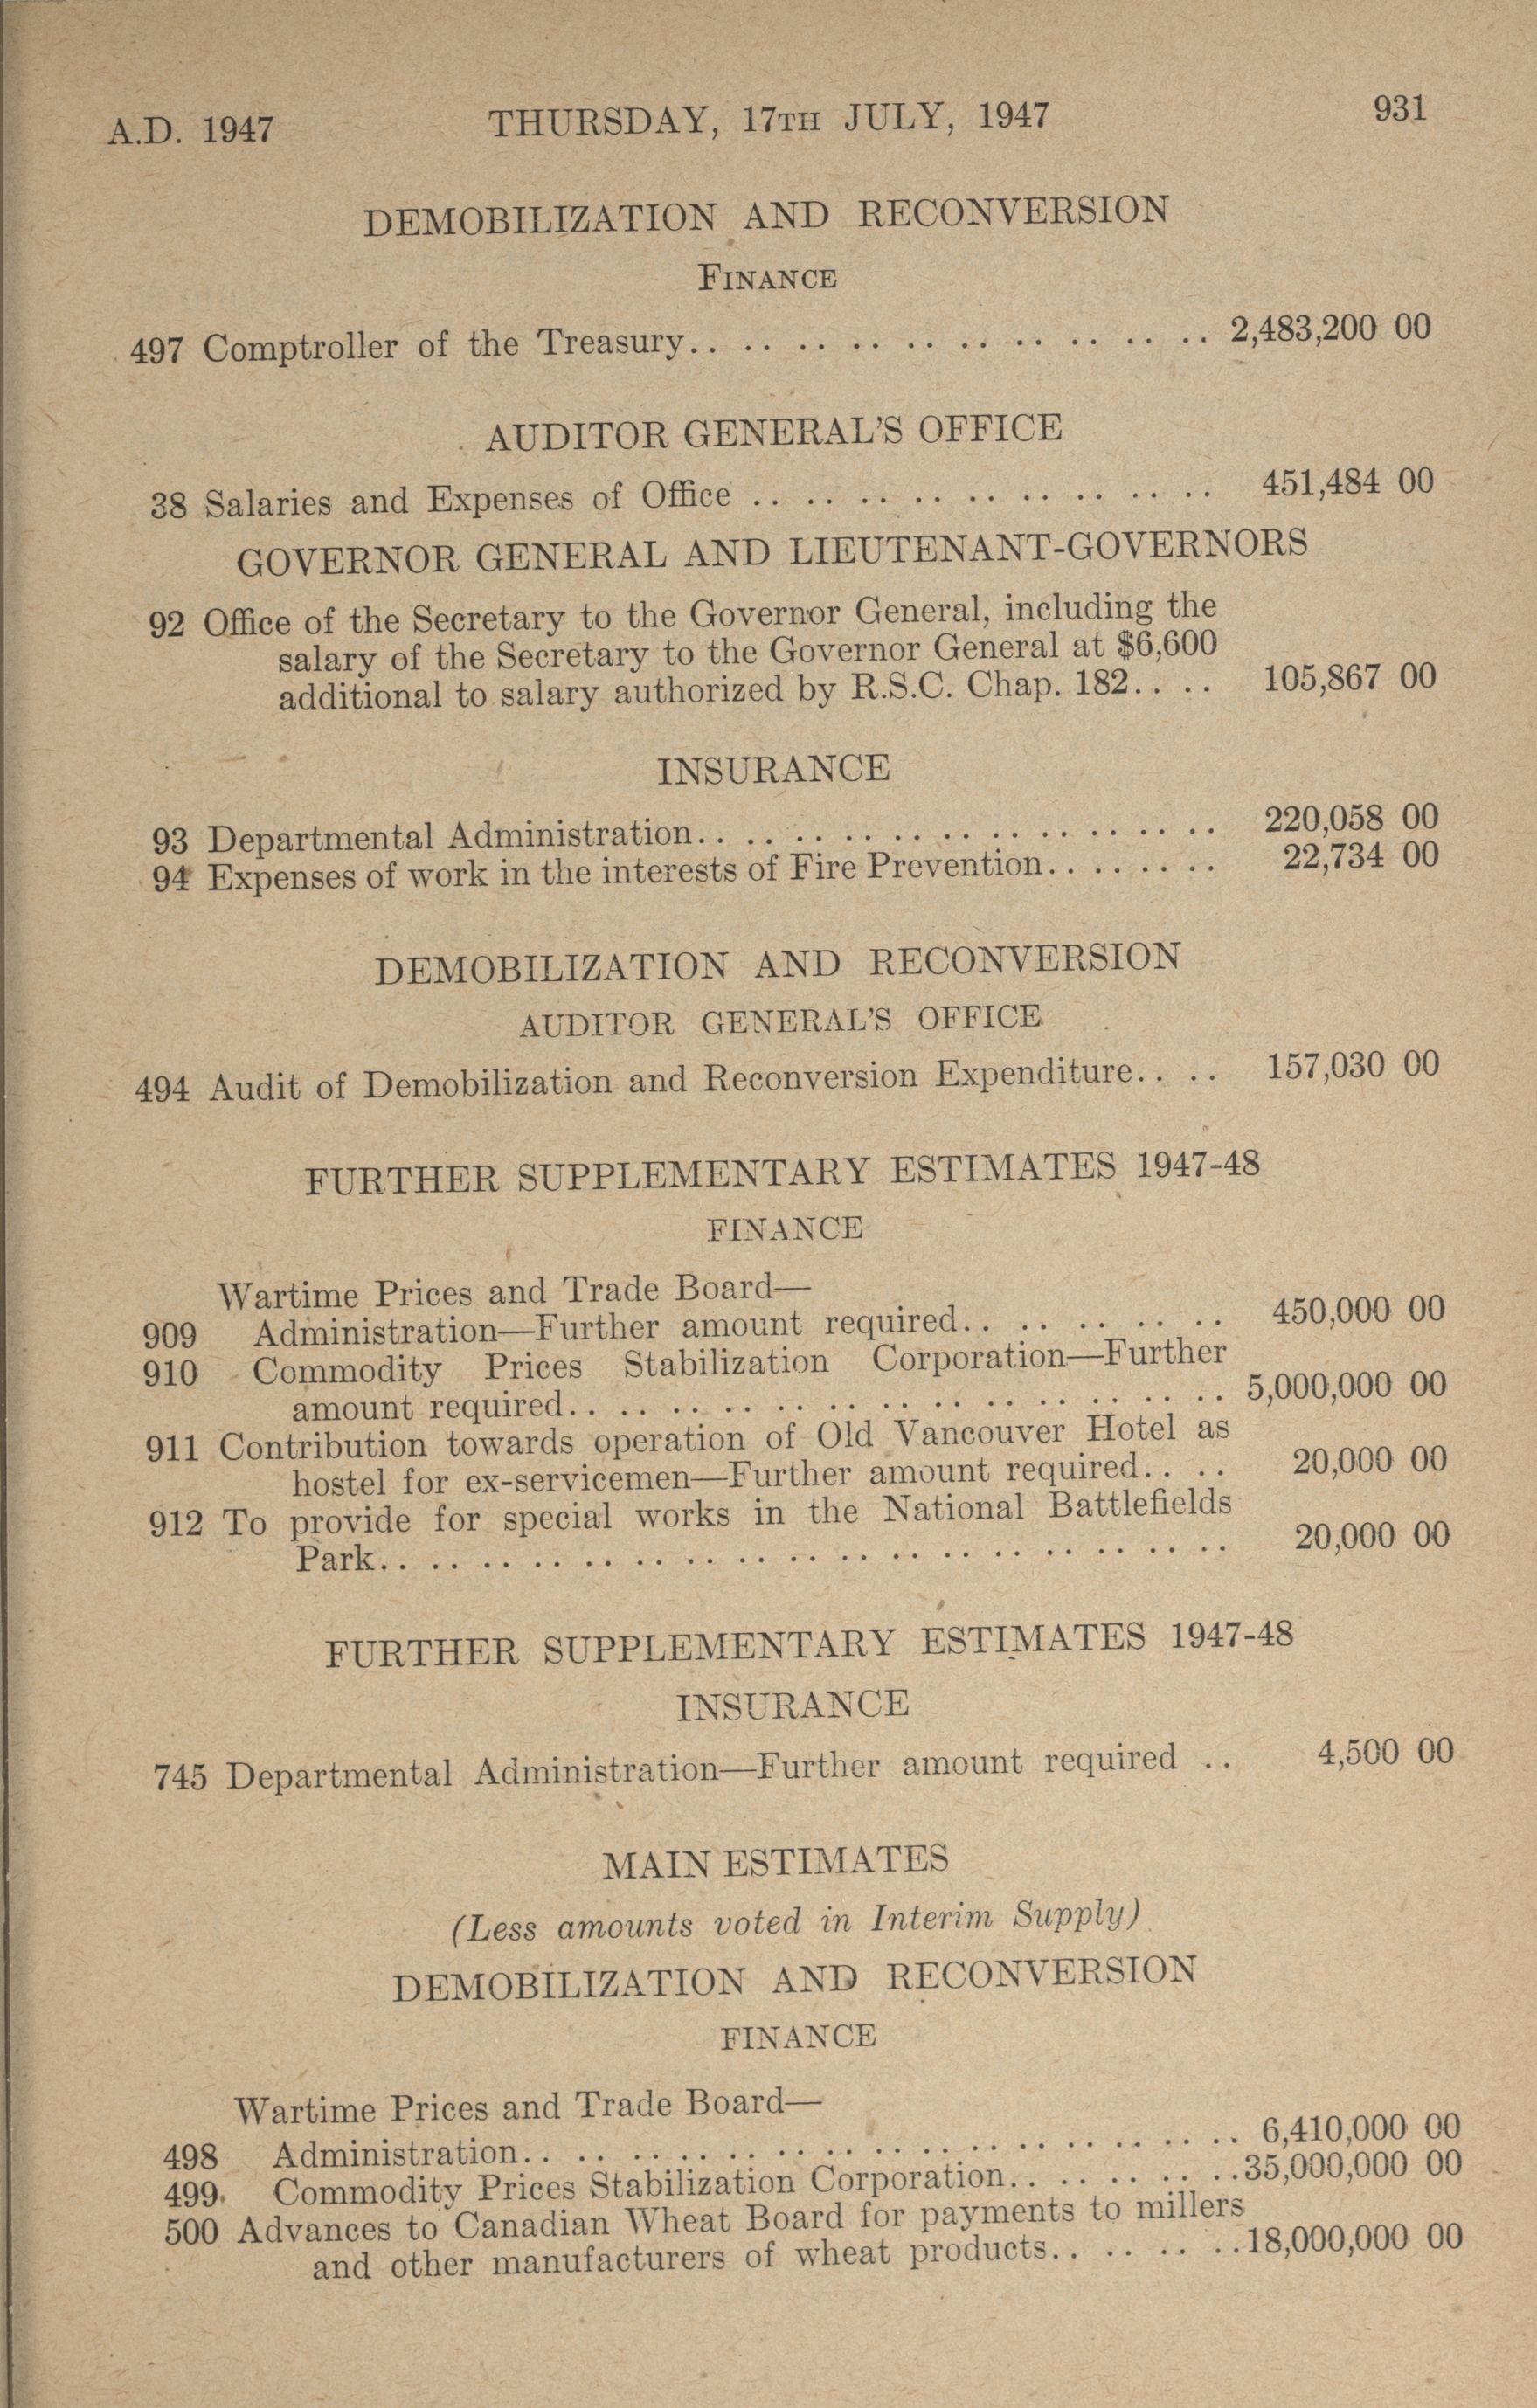 A.D. 1947 THURSDAY, 17TH JULY, 1947 931
DEMOBILIZATION AND RECONVERSION
FINANCE
497 Comptroller of the Treasury.. .. .. .. .. .. .. .. .. .. 2,483,200 00
AUDITOR GENERAL'S OFFICE
38 Salaries and Expenses of Office .. .. .. .. .. .. .. .. .. 451,484 00
GOVERNOR GENERAL AND LIEUTENANT-GOVERNORS
92 Office of the Secretary to the Governor General, including the
salary of the Secretary to the Governor General at $6,600
additional to salary authorized by R.S.C. Chap. 182.. .. 105,867 00
INSURANCE
93 Departmental Administration.. .. .. .. .. .. .. .. .. .. .. 220,058 00
94 Expenses of work in the interests of Fire Prevention.. .. .. .. 22,734 00
DEMOBILIZATION AND RECONVERSION
AUDITOR GENERAL'S OFFICE
494 Audit of Demobilization and Reconversion Expenditure.. .. 157,030 00
FURTHER SUPPLEMENTARY ESTIMATES 1947-48
FINANCE
Wartime Prices and Trade Board—
909 Administration—Further amount required.. .. .. .. .. 450,000 00
910 Commodity Prices Stabilization Corporation—Further
amount required.. .. .. .. .. .. .. .. .. .. .. .. .. 5,000,000 00
911 Contribution towards operation of Old Vancouver Hotel as
hostel for ex-servicemen—Further amount required.. .. 20,000 00
912 To provide for special works in the National Battlefields
Park.. .. .. .. .. .. .. .. .. .. .. .. .. .. .. .. .. 20,000 00
FURTHER SUPPLEMENTARY ESTIMATES 1947-48
INSURANCE
745 Departmental Administration—Further amount required .. 4,500 00
MAIN ESTIMATES
(Less amounts voted in Interim Supply)
DEMOBILIZATION AND RECONVERSION
FINANCE
Wartime Prices and Trade Board—
498 Administration.. .. .. .. .. .. .. .. .. .. .. .. .. .. .. 6,410,000 00
499 Commodity Prices Stabilization Corporation.. .. .. .. ..35,000,000 00
500 Advances to Canadian Wheat Board for payments to millers
and other manufacturers of wheat products.. .. .. ..18,000,000 00